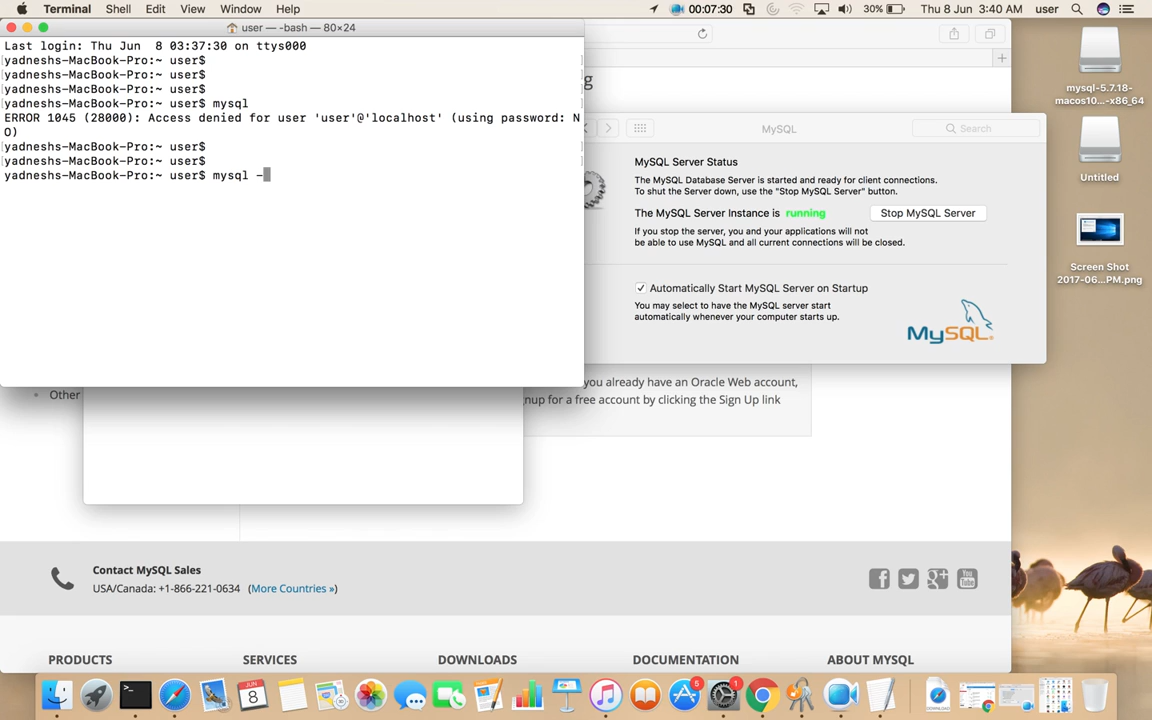 Terminal Shell Edit View Window Help 00:07:30 30% Thu 8 Jun 3:40 AM user
user — -bash — 80×24
Last login: Thu Jun  8 03:37:30 on ttys000
yadneshs-MacBook-Pro:~ user$
yadneshs-MacBook-Pro:~ user$
yadneshs-MacBook-Pro:~ user$
yadneshs-MacBook-Pro:~ user$ mysql
ERROR 1045 (28000): Access denied for user 'user'@'localhost' (using password: N
O)
yadneshs-MacBook-Pro:~ user$
yadneshs-MacBook-Pro:~ user$
yadneshs-MacBook-Pro:~ user$ mysql -
g
MySQL
Search
MySQL Server Status
The MySQL Database Server is started and ready for client connections.
To shut the Server down, use the "Stop MySQL Server" button.
The MySQL Server Instance is running
Stop MySQL Server
If you stop the server, you and your applications will not
be able to use MySQL and all current connections will be closed.
Automatically Start MySQL Server on Startup
You may select to have the MySQL server start
automatically whenever your computer starts up.
MySQL
mysql-5.7.18-
macos10...-x86_64
Untitled
Screen Shot
2017-06...PM.png
Other
you already have an Oracle Web account,
nup for a free account by clicking the Sign Up link
Contact MySQL Sales
USA/Canada: +1-866-221-0634 (More Countries »)
You
Tube
PRODUCTS
SERVICES
DOWNLOADS
DOCUMENTATION
ABOUT MYSQL
JUN
8
5
1